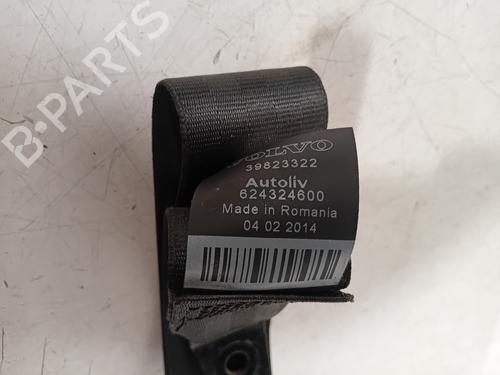 B-PARTS
VOLVO
39823322
Autoliv
624324600
Made in Romania
04 02 2014